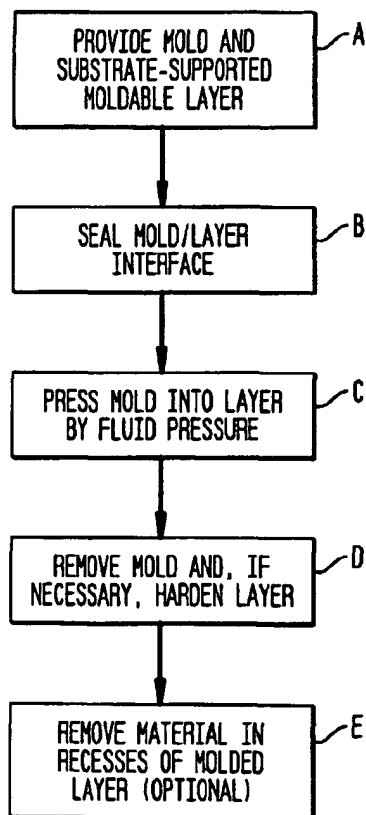 PROVIDE MOLD AND
SUBSTRATE-SUPPORTED
MOLDABLE LAYER
A
SEAL MOLD/LAYER
INTERFACE
B
PRESS MOLD INTO LAYER
BY FLUID PRESSURE
C
REMOVE MOLD AND, IF
NECESSARY, HARDEN LAYER
D
REMOVE MATERIAL IN
RECESSES OF MOLDED
LAYER (OPTIONAL)
E